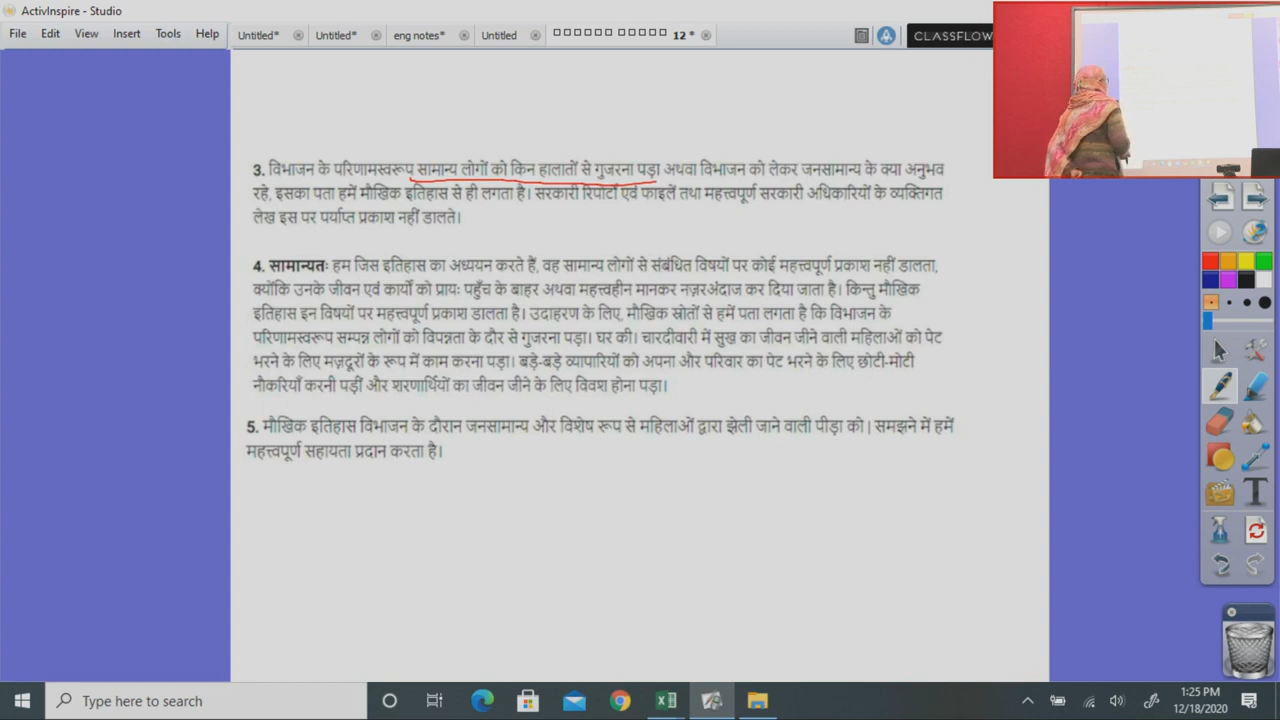 ActivInspire - Studio
File Edit View Insert Tools Help
Untitled* Untitled* eng notes* Untitled 12 * CLASSFLOW
3. विभाजन के परिणामस्वरूप सामान्य लोगों को किन हालातों से गुजरना पड़ा अथवा विभाजन को लेकर जनसामान्य के क्या अनुभव
रहे, इसका पता हमें मौखिक इतिहास से ही लगता है। सरकारी रिपोर्टों एवं फाइलें तथा महत्त्वपूर्ण सरकारी अधिकारियों के व्यक्तिगत
लेख इस पर पर्याप्त प्रकाश नहीं डालते।
4. सामान्यतः हम जिस इतिहास का अध्ययन करते हैं, वह सामान्य लोगों से संबंधित विषयों पर कोई महत्त्वपूर्ण प्रकाश नहीं डालता,
क्योंकि उनके जीवन एवं कार्यों को प्रायः पहुँच के बाहर अथवा महत्त्वहीन मानकर नज़रअंदाज कर दिया जाता है। किन्तु मौखिक
इतिहास इन विषयों पर महत्त्वपूर्ण प्रकाश डालता है। उदाहरण के लिए, मौखिक स्रोतों से हमें पता लगता है कि विभाजन के
परिणामस्वरूप सम्पन्न लोगों को विपन्नता के दौर से गुजरना पड़ा। घर की। चारदीवारी में सुख का जीवन जीने वाली महिलाओं को पेट
भरने के लिए मज़दूरों के रूप में काम करना पड़ा। बड़े-बड़े व्यापारियों को अपना और परिवार का पेट भरने के लिए छोटी-मोटी
नौकरियाँ करनी पड़ीं और शरणार्थियों का जीवन जीने के लिए विवश होना पड़ा।
5. मौखिक इतिहास विभाजन के दौरान जनसामान्य और विशेष रूप से महिलाओं द्वारा झेली जाने वाली पीड़ा को | समझने में हमें
महत्त्वपूर्ण सहायता प्रदान करता है।
Type here to search
1:25 PM
12/18/2020